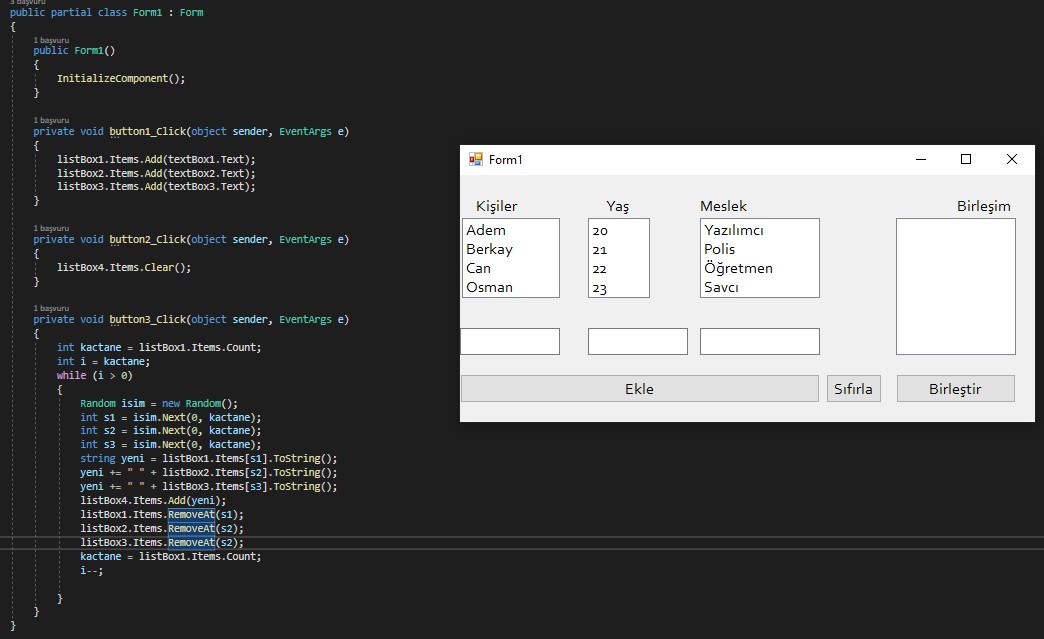 3 başvuru
public partial class Form1 : Form
{
1 başvuru
public Form1()
{
InitializeComponent();
}
1 başvuru
private void button1_Click(object sender, EventArgs e)
{
listBox1.Items.Add(textBox1.Text);
listBox2.Items.Add(textBox2.Text);
listBox3.Items.Add(textBox3.Text);
}
1 başvuru
private void button2_Click(object sender, EventArgs e)
{
listBox4.Items.Clear();
}
1 başvuru
private void button3_Click(object sender, EventArgs e)
{
int kactane = listBox1.Items.Count;
int i = kactane;
while (i > 0)
{
Random isim = new Random();
int s1 = isim.Next(0, kactane);
int s2 = isim.Next(0, kactane);
int s3 = isim.Next(0, kactane);
string yeni = listBox1.Items[s1].ToString();
yeni += " " + listBox2.Items[s2].ToString();
yeni += " " + listBox3.Items[s3].ToString();
listBox4.Items.Add(yeni);
listBox1.Items.RemoveAt(s1);
listBox2.Items.RemoveAt(s2);
listBox3.Items.RemoveAt(s2);
kactane = listBox1.Items.Count;
i--;
}
}
}
Form1
Kişiler Yaş Meslek Birleşim
Adem 20 Yazılımcı
Berkay 21 Polis
Can 22 Öğretmen
Osman 23 Savcı
Ekle Sıfırla Birleştir